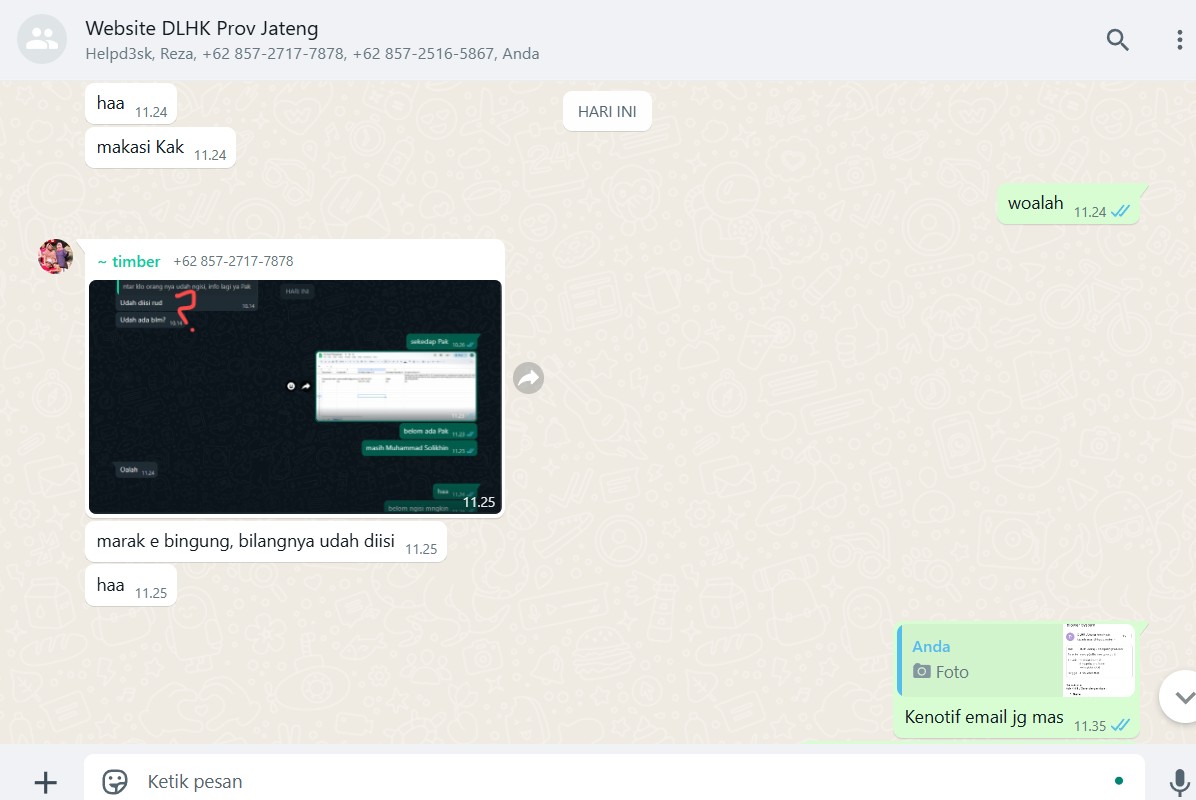 Website DLHK Prov Jateng
Helpd3sk, Reza, +62 857-2717-7878, +62 857-2516-5867, Anda
haa 11.24
HARI INI
makasi Kak 11.24
woalah 11.24
~ timber +62 857-2717-7878
ntar klo orang nya udah ngisi, info lagi ya Pak
HARI INI
Udah diisi rud 10.14
Udah ada blm? 10.14
?
sekedap Pak 10.26
11.23
belom ada Pak 11.23
masih Muhammad Solikhin 11.25
Oalah 11.24
haa
belom ngisi mngkin
11.25
marak e bingung, bilangnya udah diisi 11.25
haa 11.25
Anda
Foto
Kenotif email jg mas 11.35
Ketik pesan